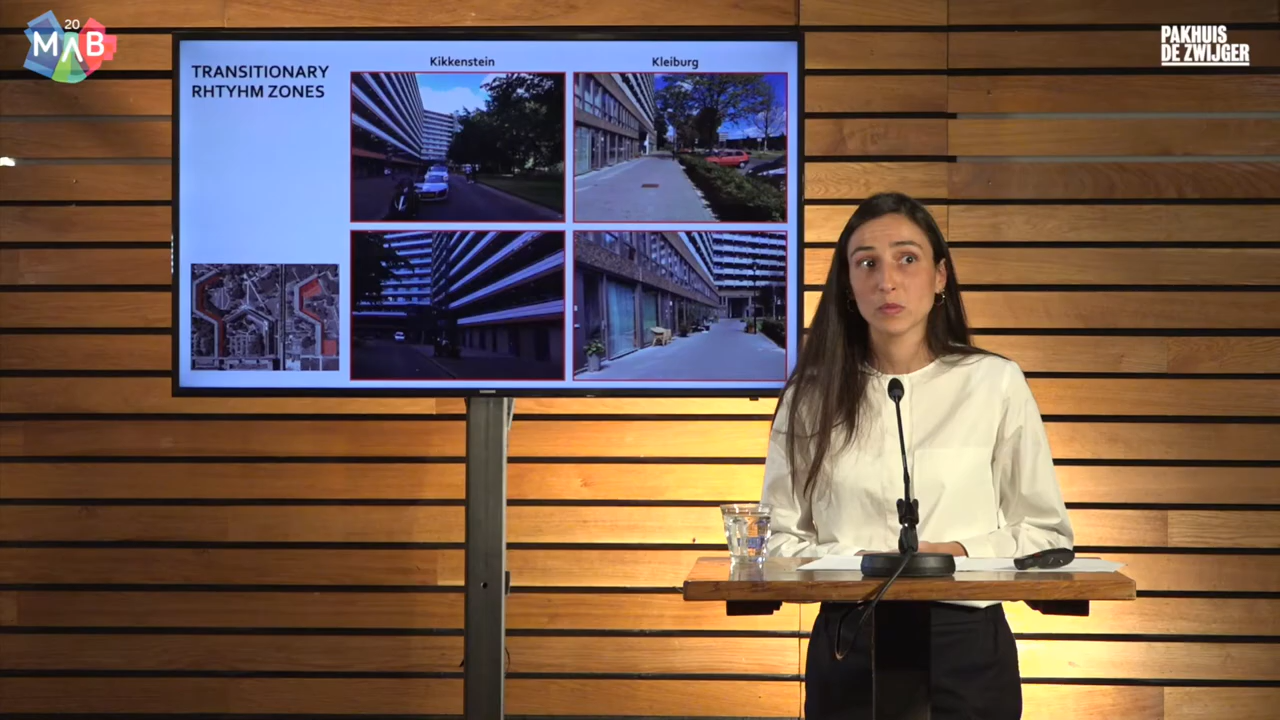 20
MAB
PAKHUIS
DE ZWIJGER
TRANSITIONARY
RHTYHM ZONES
Kikkenstein
Kleiburg